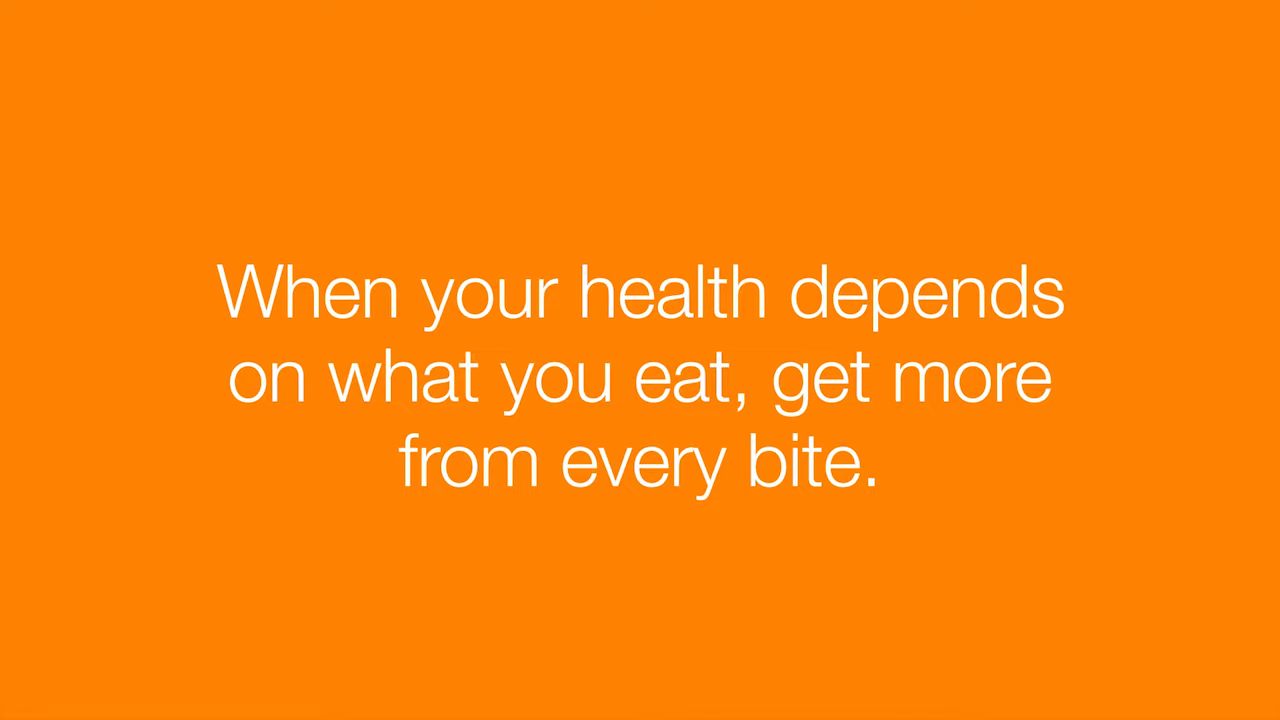 When your health depends
on what you eat, get more
from every bite.